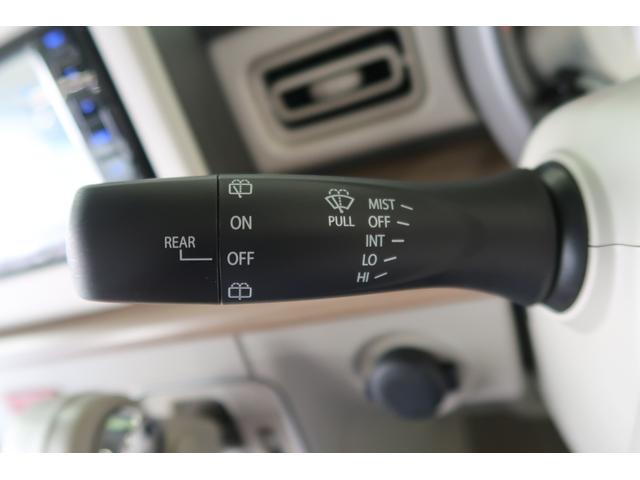 REAR
ON
OFF
PULL
MIST
OFF
INT
LO
HI